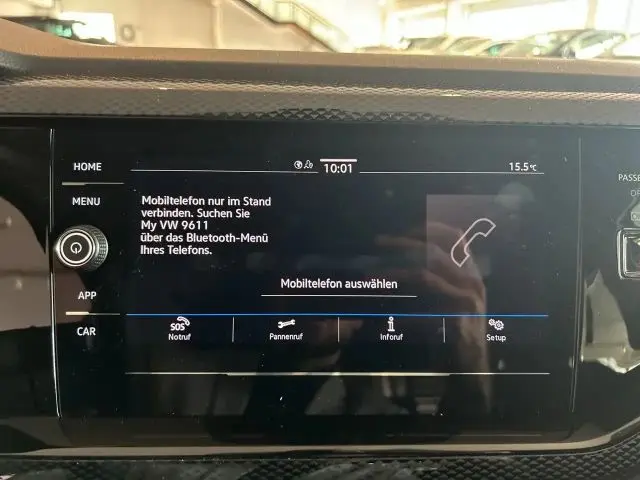 HOME
MENU
APP
CAR
10:01
15.5°C
Mobiltelefon nur im Stand
verbinden. Suchen Sie
My VW 9611
über das Bluetooth-Menü
Ihres Telefons.
Mobiltelefon auswählen
SOS
Notruf
Pannenruf
Inforuf
Setup